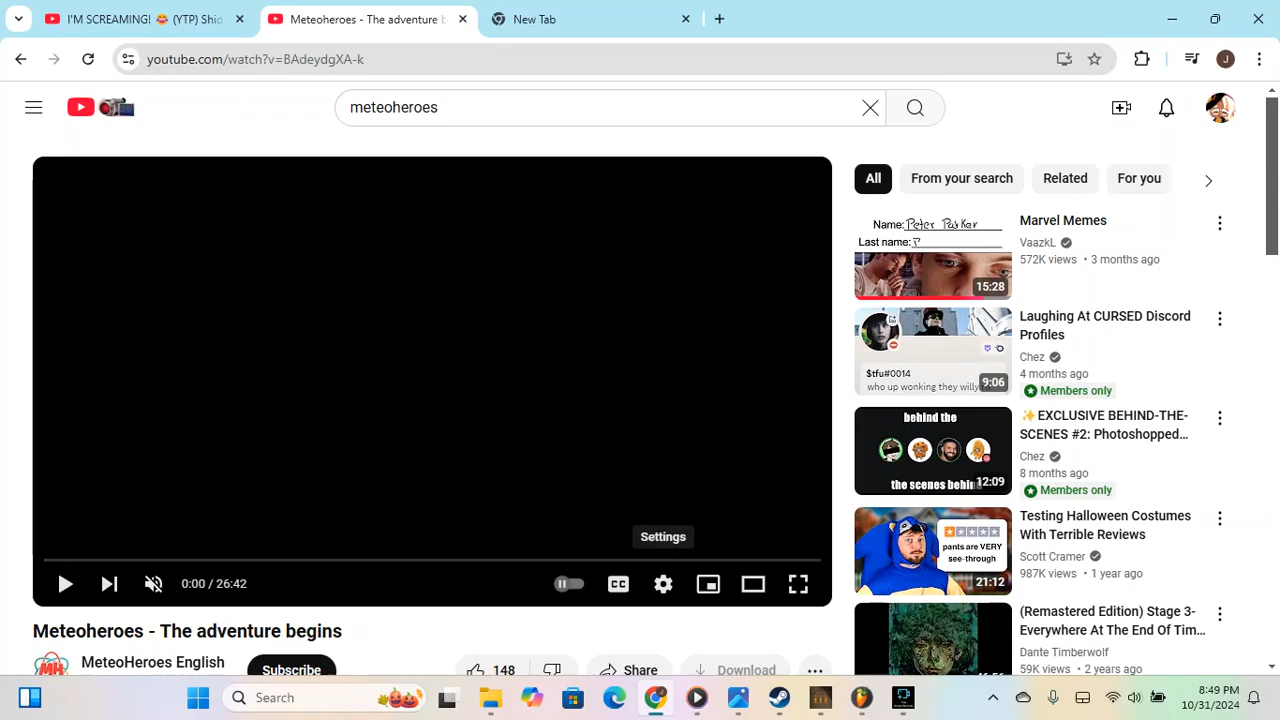 I'M SCREAMING! 😂 (YTP) Shid
Meteoheroes - The adventure b
New Tab
youtube.com/watch?v=BAdeydgXA-k
J
meteoheroes
All
From your search
Related
For you
Name: Peter Parker
Last name: P
15:28
Marvel Memes
VaazkL
572K views • 3 months ago
$tfu#0014
who up wonking they willy
9:06
Laughing At CURSED Discord
Profiles
Chez
4 months ago
Members only
behind the
the scenes behind
12:09
✨EXCLUSIVE BEHIND-THE-
SCENES #2: Photoshopped...
Chez
8 months ago
Members only
pants are VERY
see-through
21:12
Testing Halloween Costumes
With Terrible Reviews
Scott Cramer
987K views • 1 year ago
(Remastered Edition) Stage 3-
Everywhere At The End Of Tim...
Dante Timberwolf
59K views • 2 years ago
Settings
0:00 / 26:42
CC
Meteoheroes - The adventure begins
MH
MeteoHeroes English
Subscribe
148
Share
Download
Search
8:49 PM
10/31/2024